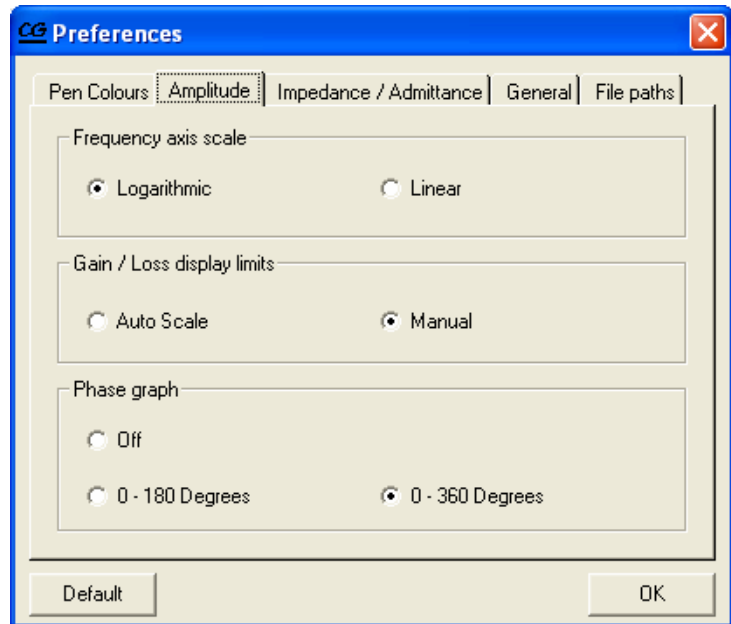 CG Preferences
Pen Colours Amplitude Impedance / Admittance General File paths
Frequency axis scale
Logarithmic Linear
Gain / Loss display limits
Auto Scale Manual
Phase graph
Off
0 - 180 Degrees 0 - 360 Degrees
Default OK